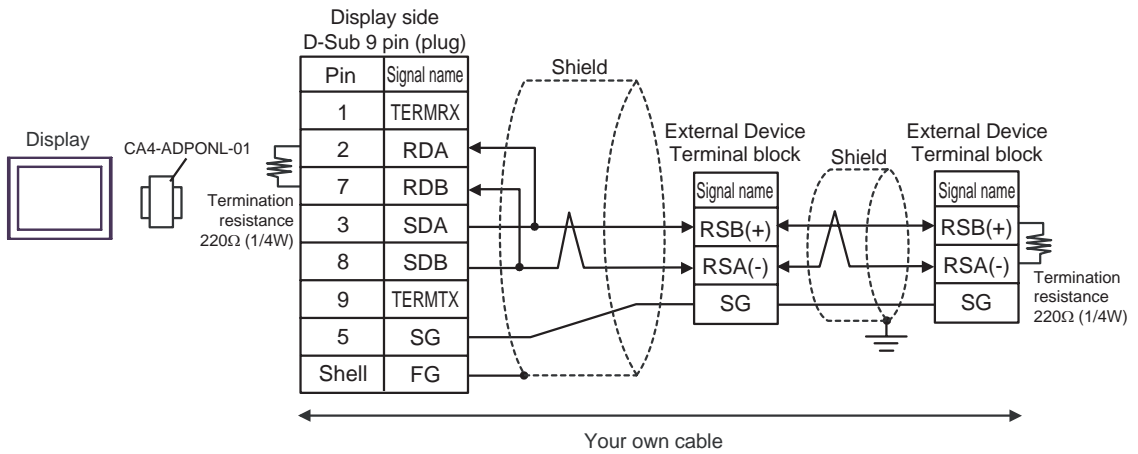 Display side
D-Sub 9 pin (plug)
Pin Signal name
1 TERMRX
2 RDA
7 RDB
3 SDA
8 SDB
9 TERMTX
5 SG
Shell FG
Display
CA4-ADPONL-01
Termination
resistance
220Ω (1/4W)
Shield
External Device
Terminal block
Signal name
RSB(+)
RSA(-)
SG
Shield
External Device
Terminal block
Signal name
RSB(+)
RSA(-)
SG
Termination
resistance
220Ω (1/4W)
Your own cable